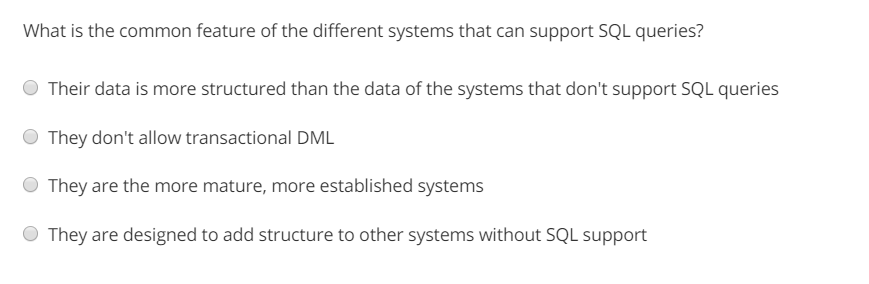 What is the common feature of the different systems that can support SQL queries?
Their data is more structured than the data of the systems that don't support SQL queries
They don't allow transactional DML
They are the more mature, more established systems
They are designed to add structure to other systems without SQL support